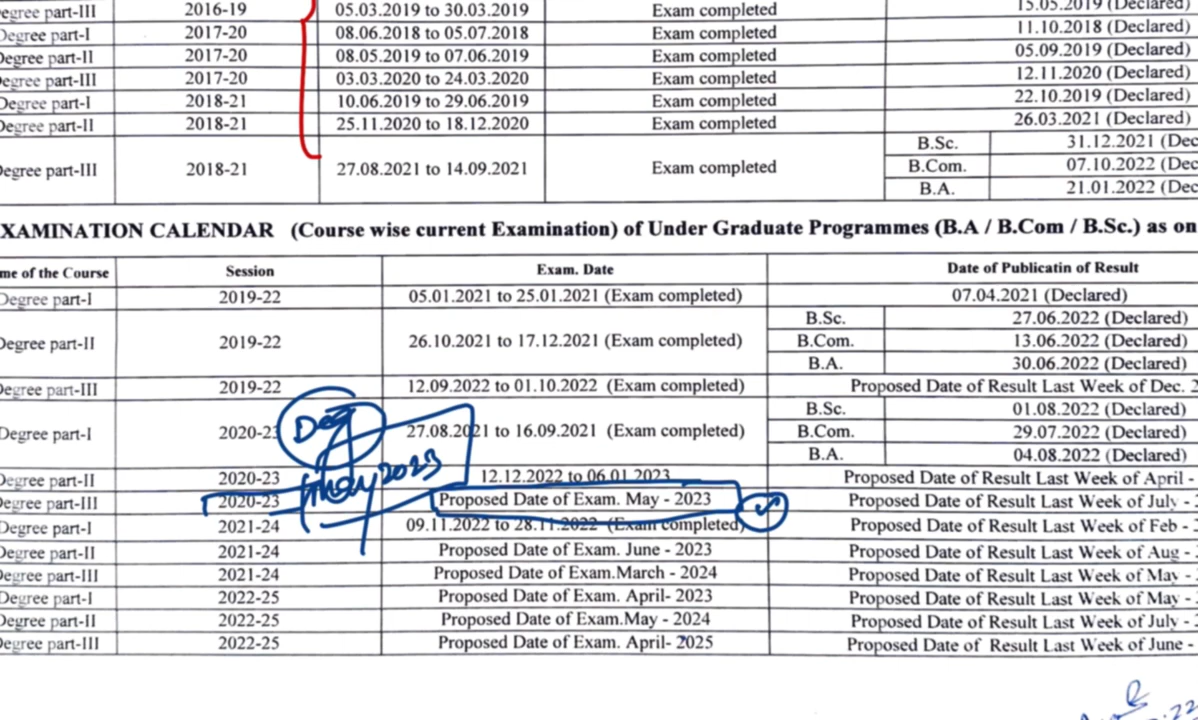 egree part-III 2016-19 05.03.2019 to 30.03.2019 Exam completed 15.05.2019 (Declared)
Degree part-I 2017-20 08.06.2018 to 05.07.2018 Exam completed 11.10.2018 (Declared)
Degree part-II 2017-20 08.05.2019 to 07.06.2019 Exam completed 05.09.2019 (Declared)
Degree part-III 2017-20 03.03.2020 to 24.03.2020 Exam completed 12.11.2020 (Declared)
Degree part-I 2018-21 10.06.2019 to 29.06.2019 Exam completed 22.10.2019 (Declared)
Degree part-II 2018-21 25.11.2020 to 18.12.2020 Exam completed 26.03.2021 (Declared)
Degree part-III 2018-21 27.08.2021 to 14.09.2021 Exam completed B.Sc. 31.12.2021 (Dec
B.Com. 07.10.2022 (Dec
B.A. 21.01.2022 (Dec
XAMINATION CALENDAR (Course wise current Examination) of Under Graduate Programmes (B.A / B.Com / B.Sc.) as on
me of the Course Session Exam. Date Date of Publicatin of Result
Degree part-I 2019-22 05.01.2021 to 25.01.2021 (Exam completed) 07.04.2021 (Declared)
Degree part-II 2019-22 26.10.2021 to 17.12.2021 (Exam completed) B.Sc. 27.06.2022 (Declared)
B.Com. 13.06.2022 (Declared)
B.A. 30.06.2022 (Declared)
Degree part-III 2019-22 12.09.2022 to 01.10.2022 (Exam completed) Proposed Date of Result Last Week of Dec. 2
Degree part-I 2020-23 27.08.2021 to 16.09.2021 (Exam completed) B.Sc. 01.08.2022 (Declared)
B.Com. 29.07.2022 (Declared)
B.A. 04.08.2022 (Declared)
May 2023
Degree part-II 2020-23 12.12.2022 to 06.01.2023 Proposed Date of Result Last Week of April -
Degree part-III 2020-23 Proposed Date of Exam. May - 2023 Proposed Date of Result Last Week of July -
Degree part-I 2021-24 09.11.2022 to 28.11.2022 (Exam completed) Proposed Date of Result Last Week of Feb -
Degree part-II 2021-24 Proposed Date of Exam. June - 2023 Proposed Date of Result Last Week of Aug -
Degree part-III 2021-24 Proposed Date of Exam.March - 2024 Proposed Date of Result Last Week of May -
Degree part-I 2022-25 Proposed Date of Exam. April- 2023 Proposed Date of Result Last Week of May -
Degree part-II 2022-25 Proposed Date of Exam.May - 2024 Proposed Date of Result Last Week of July -
Degree part-III 2022-25 Proposed Date of Exam. April- 2025 Proposed Date of Result Last Week of June -